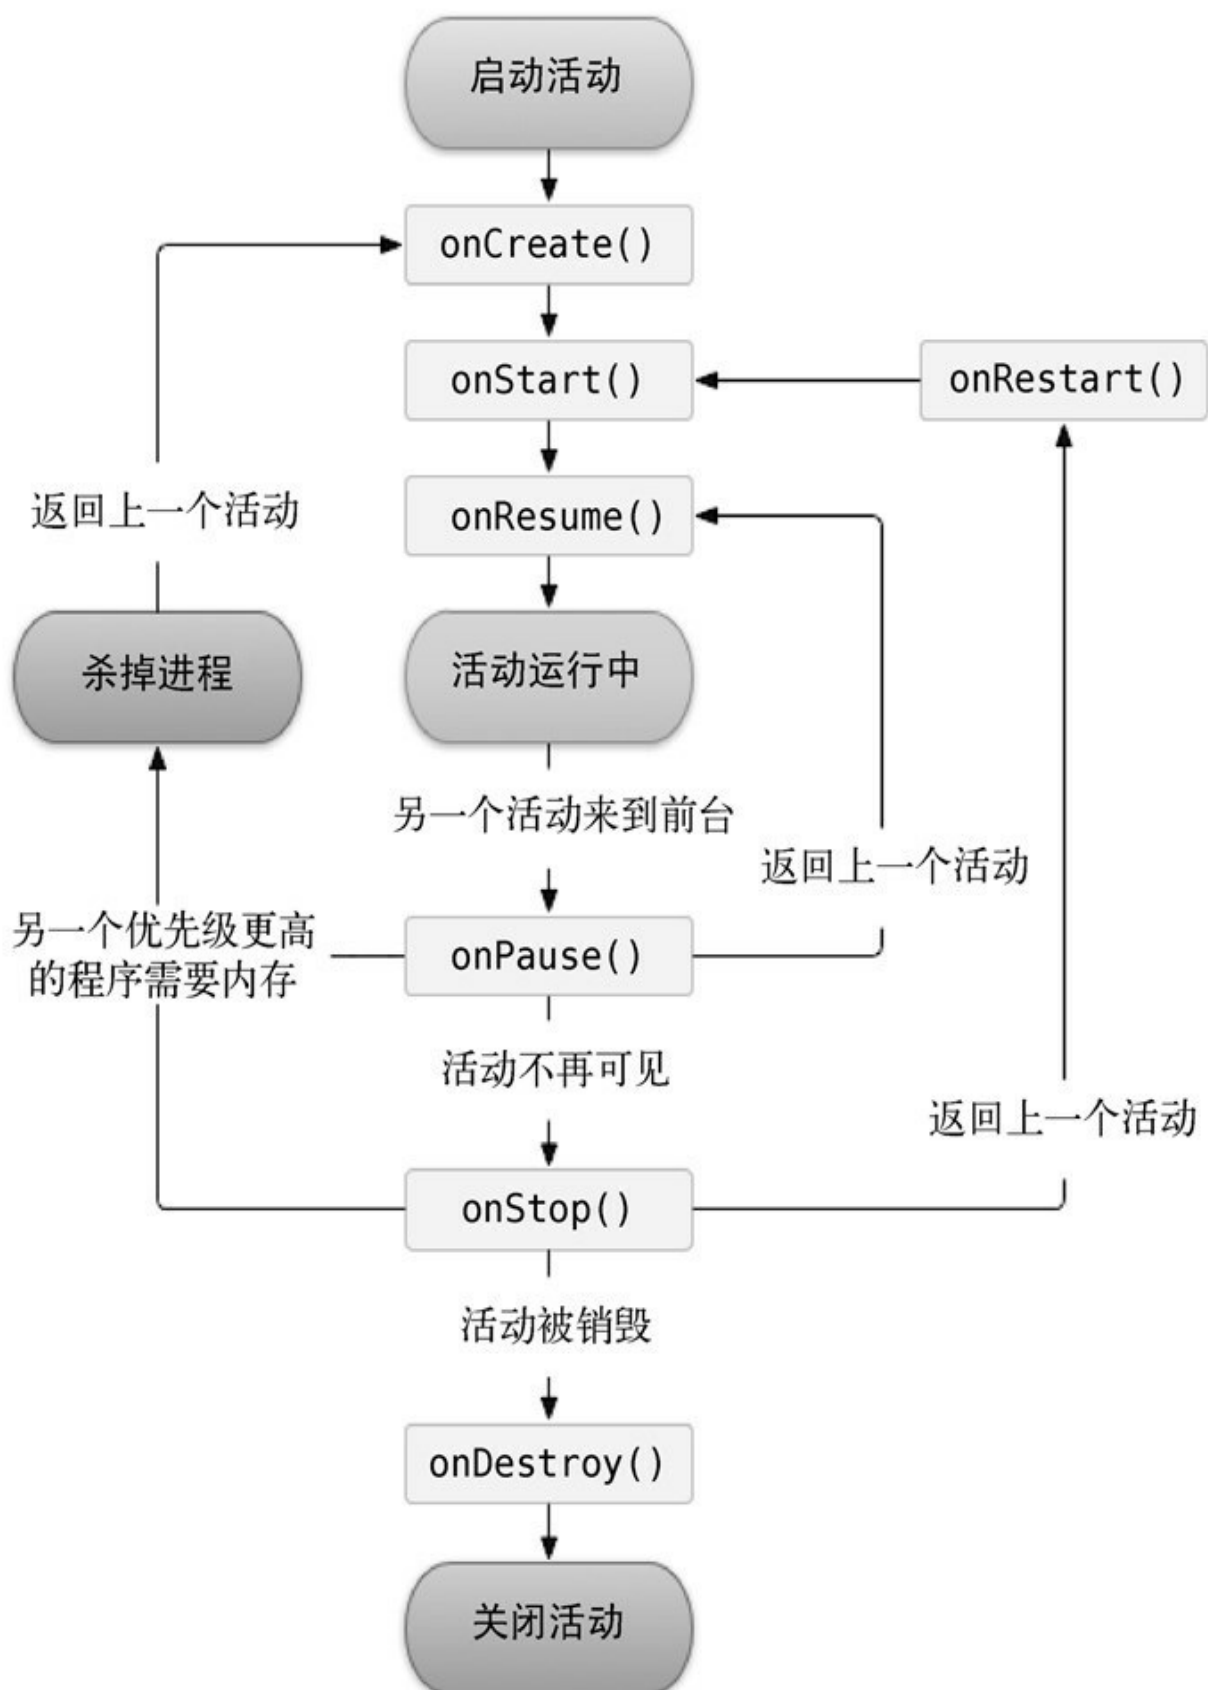 启动活动
onCreate()
onStart()
onRestart()
返回上一个活动
onResume()
杀掉进程
活动运行中
另一个活动来到前台
返回上一个活动
另一个优先级更高
的程序需要内存
onPause()
活动不再可见
返回上一个活动
onStop()
活动被销毁
onDestroy()
关闭活动